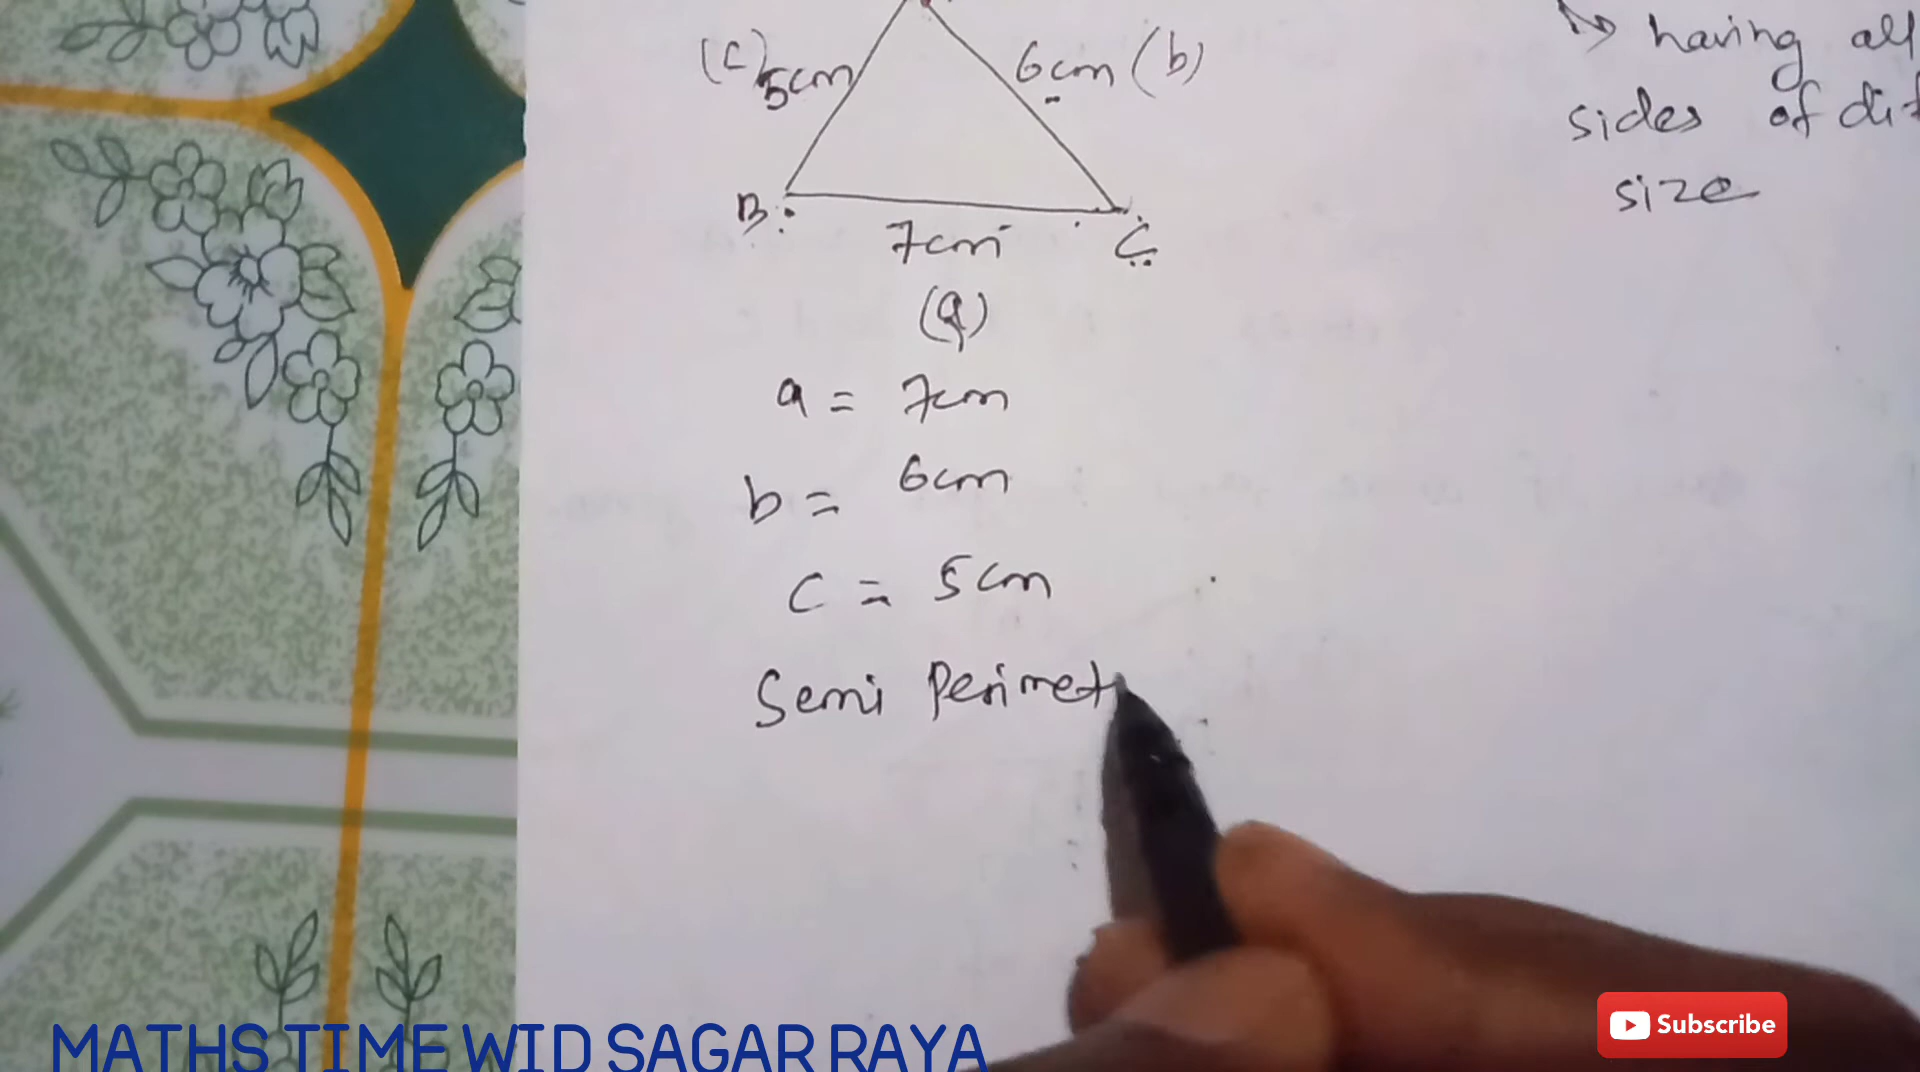 (c) 5cm
6cm (b)
B
7cm
C
(a)
a = 7cm
b = 6cm
c = 5cm
Semi Perimet
having all
sides of dif
size
MATHS TIME WID SAGAR RAYA
Subscribe